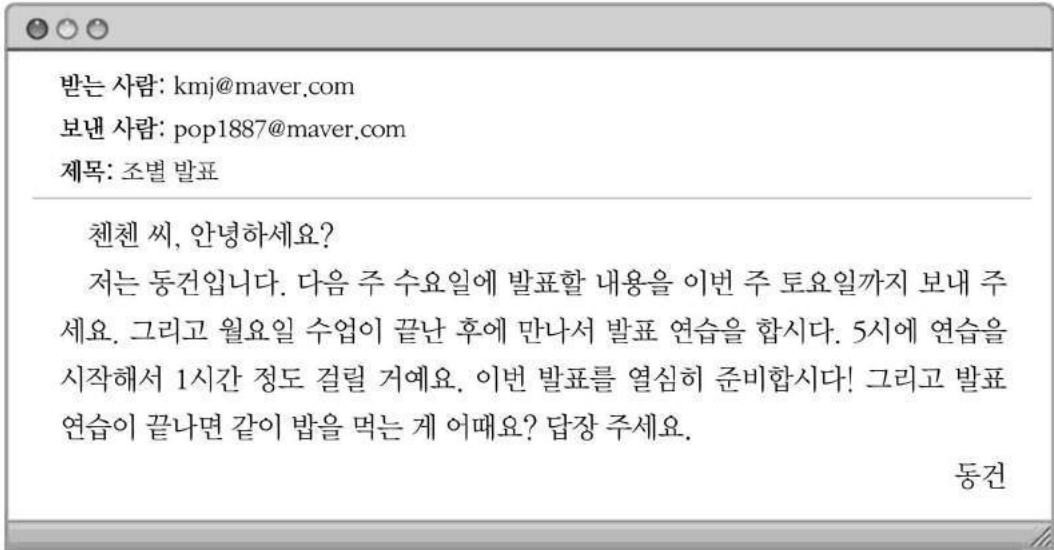 받는 사람: kmj@maver.com
보낸 사람: pop1887@maver.com
제목: 조별 발표
첸첸 씨, 안녕하세요?
저는 동건입니다. 다음 주 수요일에 발표할 내용을 이번 주 토요일까지 보내 주
세요. 그리고 월요일 수업이 끝난 후에 만나서 발표 연습을 합시다. 5시에 연습을
시작해서 1시간 정도 걸릴 거예요. 이번 발표를 열심히 준비합시다! 그리고 발표
연습이 끝나면 같이 밥을 먹는 게 어때요? 답장 주세요.
동건